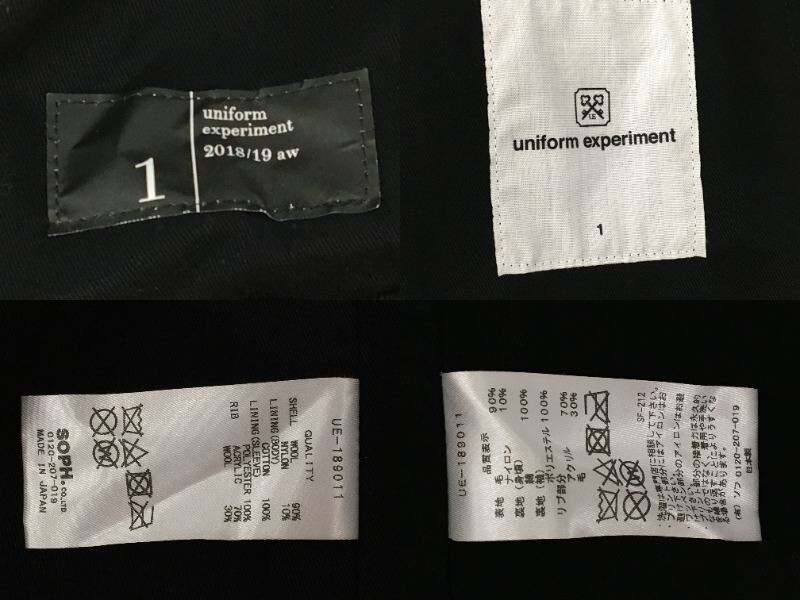 1
uniform
experiment
2018/19 aw
uniform experiment
1
UE-189011
QUALITY
SHELL WOOL 90%
NYLON 10%
LINING(BODY)
COTTON 100%
LINING(SLEEVE)
POLYESTER 100%
RIB ACRYLIC 70%
WOOL 30%
SOPH.CO.,LTD.
0120-207-019
MADE IN JAPAN
UE-189011
品質表示
表地 毛 90%
ナイロン 10%
裏地(身頃)
綿 100%
裏地(袖)
ポリエステル 100%
リブ部分 アクリル 70%
毛 30%
SF-212
(有) ソフ 0120-207-019
日本製